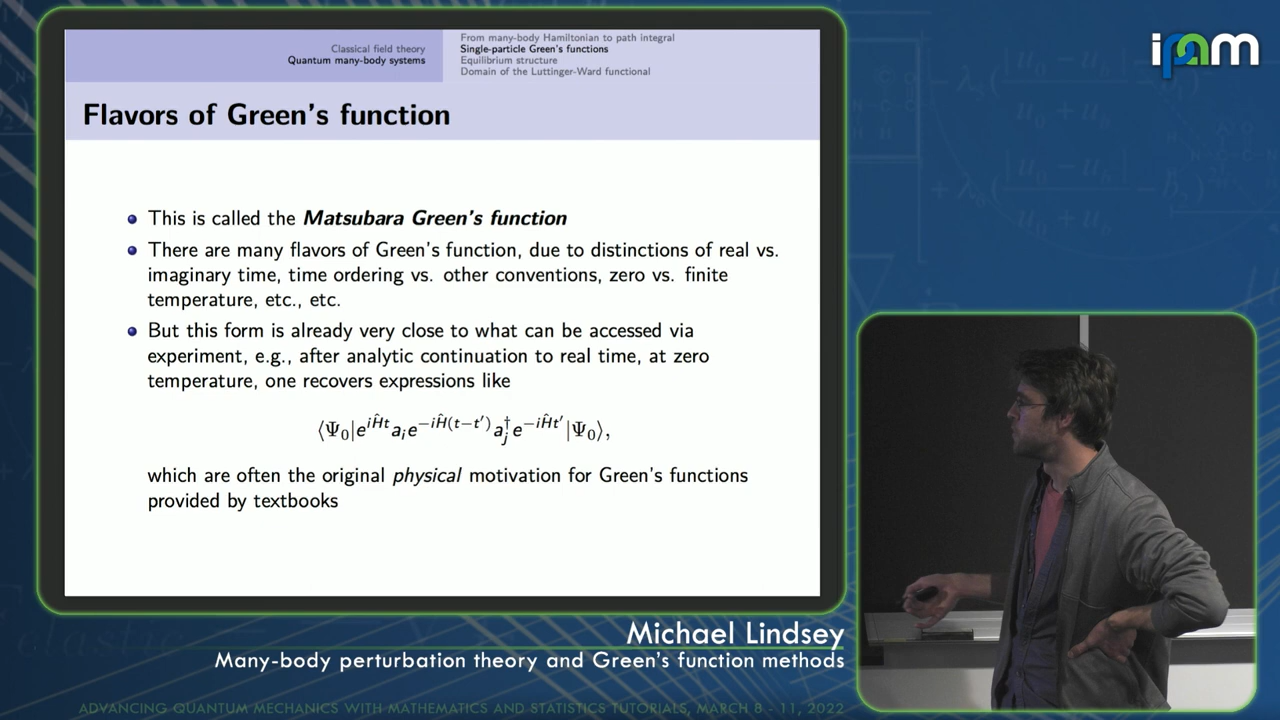 Classical field theory
Quantum many-body systems
From many-body Hamiltonian to path integral
Single-particle Green's functions
Equilibrium structure
Domain of the Luttinger-Ward functional
Flavors of Green's function
This is called the Matsubara Green's function
There are many flavors of Green's function, due to distinctions of real vs.
imaginary time, time ordering vs. other conventions, zero vs. finite
temperature, etc., etc.
But this form is already very close to what can be accessed via
experiment, e.g., after analytic continuation to real time, at zero
temperature, one recovers expressions like
⟨Ψ₀|e^{iĤt} a_i e^{-iĤ(t-t′)} a_j^† e^{-iĤt′}|Ψ₀⟩,
which are often the original physical motivation for Green's functions
provided by textbooks
ipam
Michael Lindsey
Many-body perturbation theory and Green's function methods
ADVANCING QUANTUM MECHANICS WITH MATHEMATICS AND STATISTICS TUTORIALS, MARCH 8 - 11, 2022